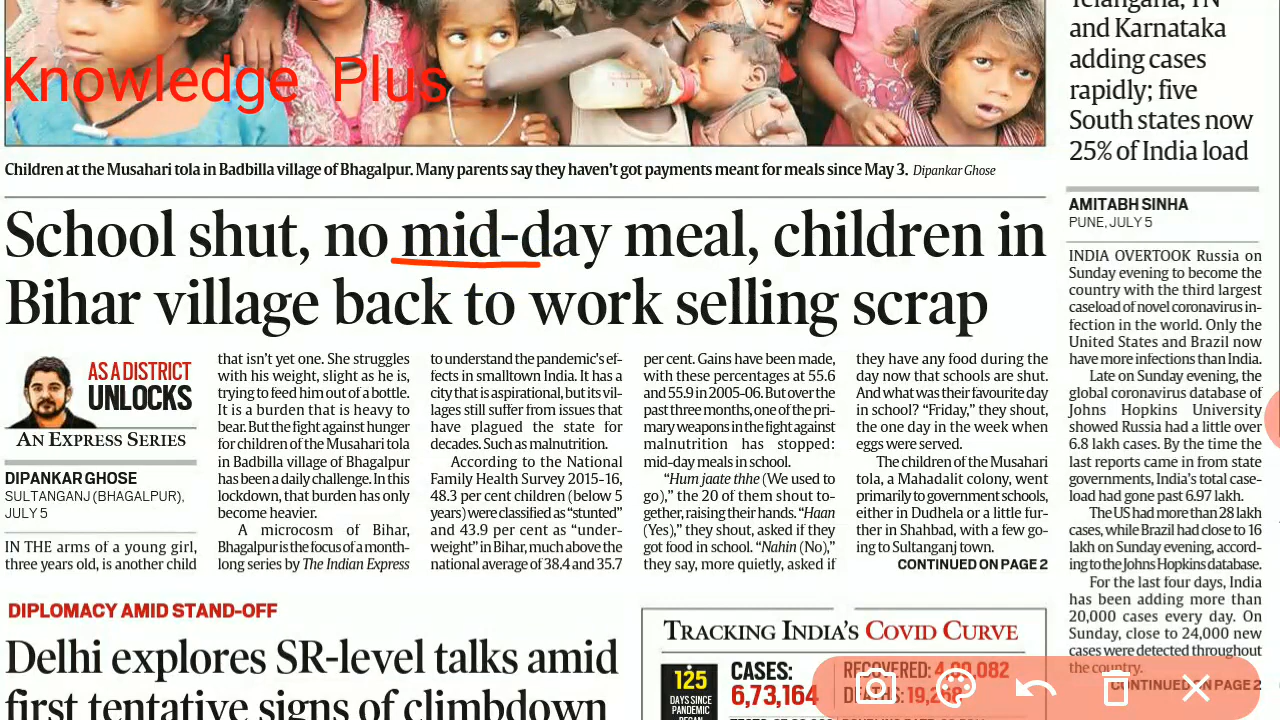 Knowledge Plus
Children at the Musahari tola in Badbilla village of Bhagalpur. Many parents say they haven't got payments meant for meals since May 3. Dipankar Ghose
School shut, no mid-day meal, children in
Bihar village back to work selling scrap
AS A DISTRICT
UNLOCKS
AN EXPRESS SERIES
DIPANKAR GHOSE
SULTANGANJ (BHAGALPUR),
JULY 5
IN THE arms of a young girl,
three years old, is another child
that isn't yet one. She struggles
with his weight, slight as he is,
trying to feed him out of a bottle.
It is a burden that is heavy to
bear. But the fight against hunger
for children of the Musahari tola
in Badbilla village of Bhagalpur
has been a daily challenge. In this
lockdown, that burden has only
become heavier.
A microcosm of Bihar,
Bhagalpur is the focus of a month-
long series by The Indian Express
to understand the pandemic's ef-
fects in smalltown India. It has a
city that is aspirational, but its vil-
lages still suffer from issues that
have plagued the state for
decades. Such as malnutrition.
According to the National
Family Health Survey 2015-16,
48.3 per cent children (below 5
years) were classified as "stunted"
and 43.9 per cent as "under-
weight" in Bihar, much above the
national average of 38.4 and 35.7
per cent. Gains have been made,
with these percentages at 55.6
and 55.9 in 2005-06. But over the
past three months, one of the pri-
mary weapons in the fight against
malnutrition has stopped:
mid-day meals in school.
"Hum jaate thhe (We used to
go)," the 20 of them shout to-
gether, raising their hands. "Haan
(Yes)," they shout, asked if they
got food in school. "Nahin (No),"
they say, more quietly, asked if
they have any food during the
day now that schools are shut.
And what was their favourite day
in school? "Friday," they shout,
the one day in the week when
eggs were served.
The children of the Musahari
tola, a Mahadalit colony, went
primarily to government schools,
either in Dudhela or a little fur-
ther in Shahbad, with a few go-
ing to Sultanganj town.
CONTINUED ON PAGE 2
Telangana, TN
and Karnataka
adding cases
rapidly; five
South states now
25% of India load
AMITABH SINHA
PUNE, JULY 5
INDIA OVERTOOK Russia on
Sunday evening to become the
country with the third largest
caseload of novel coronavirus in-
fection in the world. Only the
United States and Brazil now
have more infections than India.
Late on Sunday evening, the
global coronavirus database of
Johns Hopkins University
showed Russia had a little over
6.8 lakh cases. By the time the
last reports came in from state
governments, India's total case-
load had gone past 6.97 lakh.
The US had more than 28 lakh
cases, while Brazil had close to 16
lakh on Sunday evening, accord-
ing to the Johns Hopkins database.
For the last four days, India
has been adding more than
20,000 cases every day. On
Sunday, close to 24,000 new
cases were detected throughout
the country.
CONTINUED ON PAGE 2
DIPLOMACY AMID STAND-OFF
Delhi explores SR-level talks amid
first tentative signs of climbdown
TRACKING INDIA'S COVID CURVE
125
DAYS SINCE
PANDEMIC
BEGAN
CASES:
6,73,164
RECOVERED: 4,09,082
DEATHS: 19,268